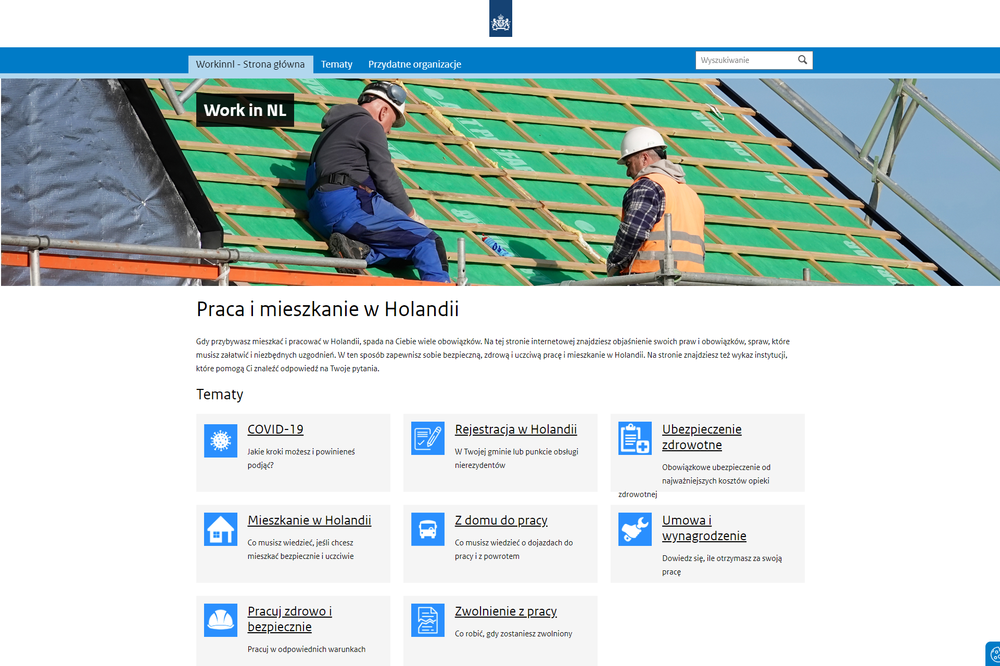 Workinnl - Strona główna
Tematy
Przydatne organizacje
Wyszukiwanie
Work in NL
Praca i mieszkanie w Holandii
Gdy przybywasz mieszkać i pracować w Holandii, spada na Ciebie wiele obowiązków. Na tej stronie internetowej znajdziesz objaśnienie swoich praw i obowiązków, spraw, które
musisz załatwić i niezbędnych uzgodnień. W ten sposób zapewnisz sobie bezpieczną, zdrową i uczciwą pracę i mieszkanie w Holandii. Na stronie znajdziesz też wykaz instytucji,
które pomogą Ci znaleźć odpowiedź na Twoje pytania.
Tematy
COVID-19
Jakie kroki możesz i powinieneś
podjąć?
Rejestracja w Holandii
W Twojej gminie lub punkcie obsługi
nierezydentów
Ubezpieczenie
zdrowotne
Obowiązkowe ubezpieczenie od
najważniejszych kosztów opieki
zdrowotnej
Mieszkanie w Holandii
Co musisz wiedzieć, jeśli chcesz
mieszkać bezpiecznie i uczciwie
Z domu do pracy
Co musisz wiedzieć o dojazdach do
pracy i z powrotem
Umowa i
wynagrodzenie
Dowiedz się, ile otrzymasz za swoją
pracę
Pracuj zdrowo i
bezpiecznie
Pracuj w odpowiednich warunkach
Zwolnienie z pracy
Co robić, gdy zostaniesz zwolniony